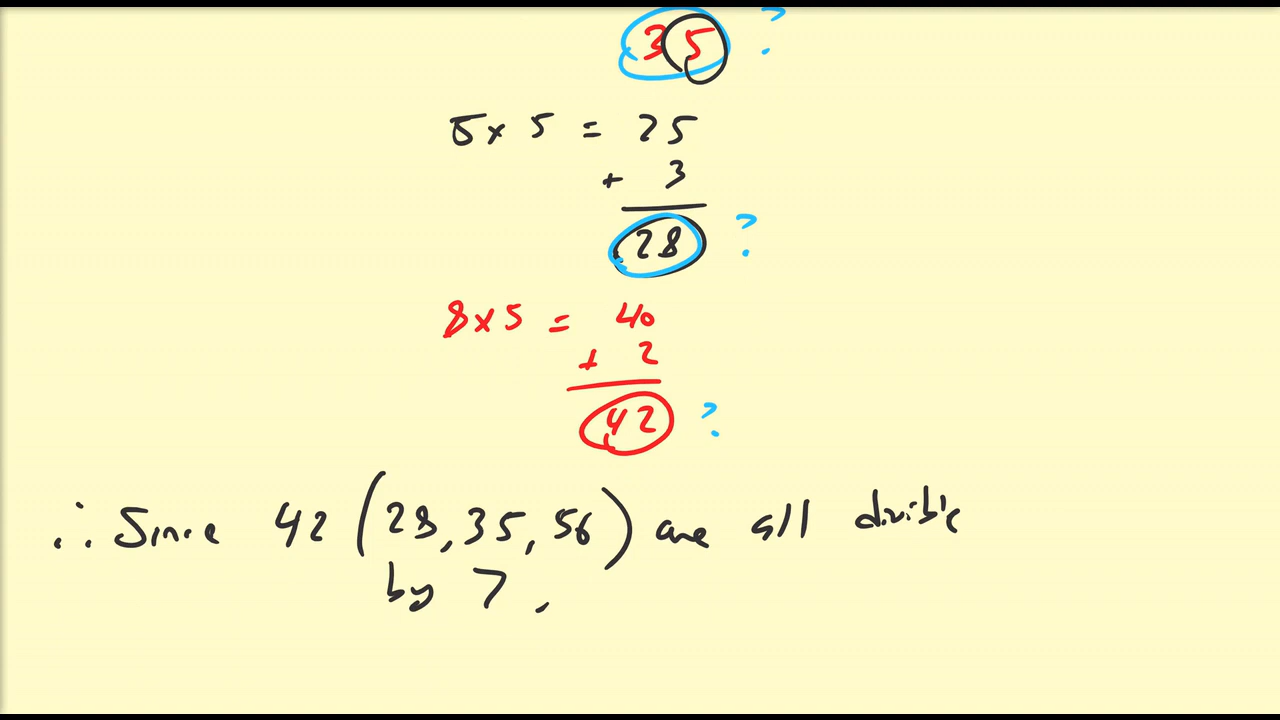 35 ?
5 × 5 = 25
+ 3
28 ?
8 × 5 = 40
+ 2
42 ?
∴ Since 42 (28, 35, 56) are all divible
by 7,